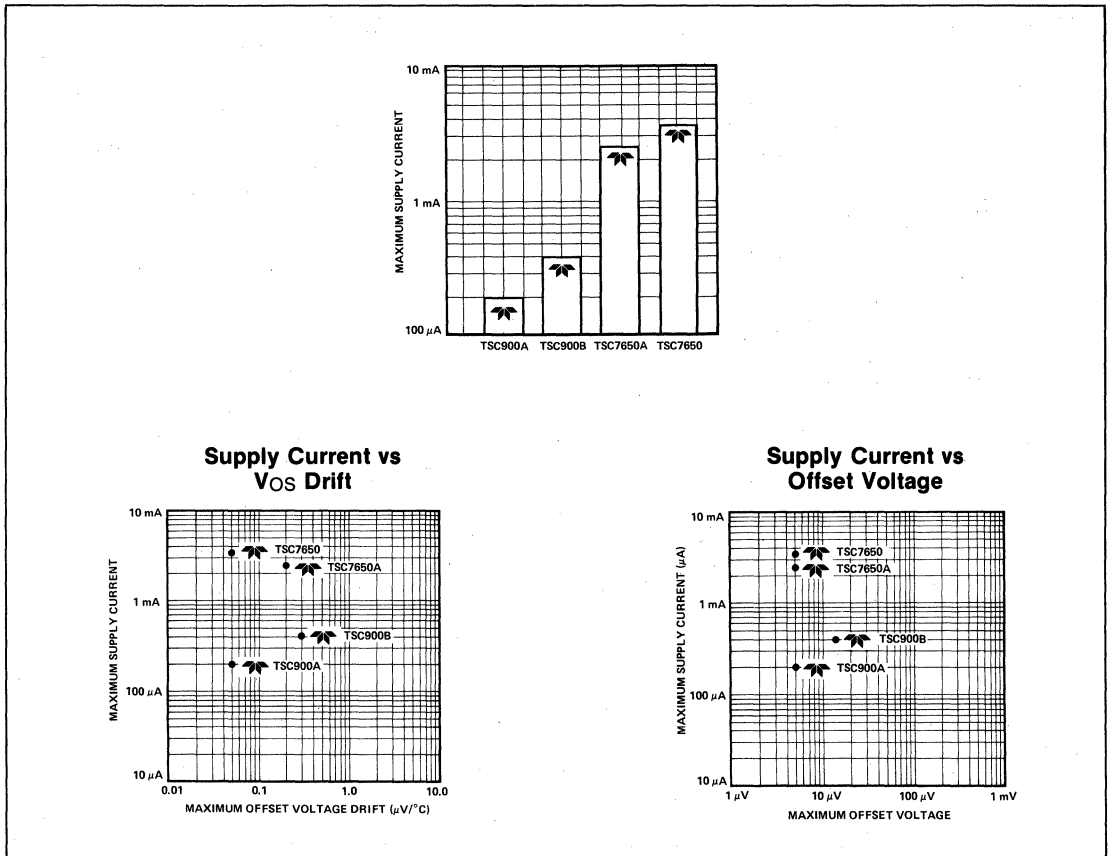 10 mA
1 mA
100 µA
MAXIMUM SUPPLY CURRENT
TSC900A TSC900B TSC7650A TSC7650
Supply Current vs
VOS Drift
10 mA
1 mA
100 µA
10 µA
MAXIMUM SUPPLY CURRENT
TSC7650
TSC7650A
TSC900B
TSC900A
0.01 0.1 1.0 10.0
MAXIMUM OFFSET VOLTAGE DRIFT (µV/°C)
Supply Current vs
Offset Voltage
10 mA
1 mA
100 µA
10 µA
MAXIMUM SUPPLY CURRENT (µA)
TSC7650
TSC7650A
TSC900B
TSC900A
1 µV 10 µV 100 µV 1 mV
MAXIMUM OFFSET VOLTAGE